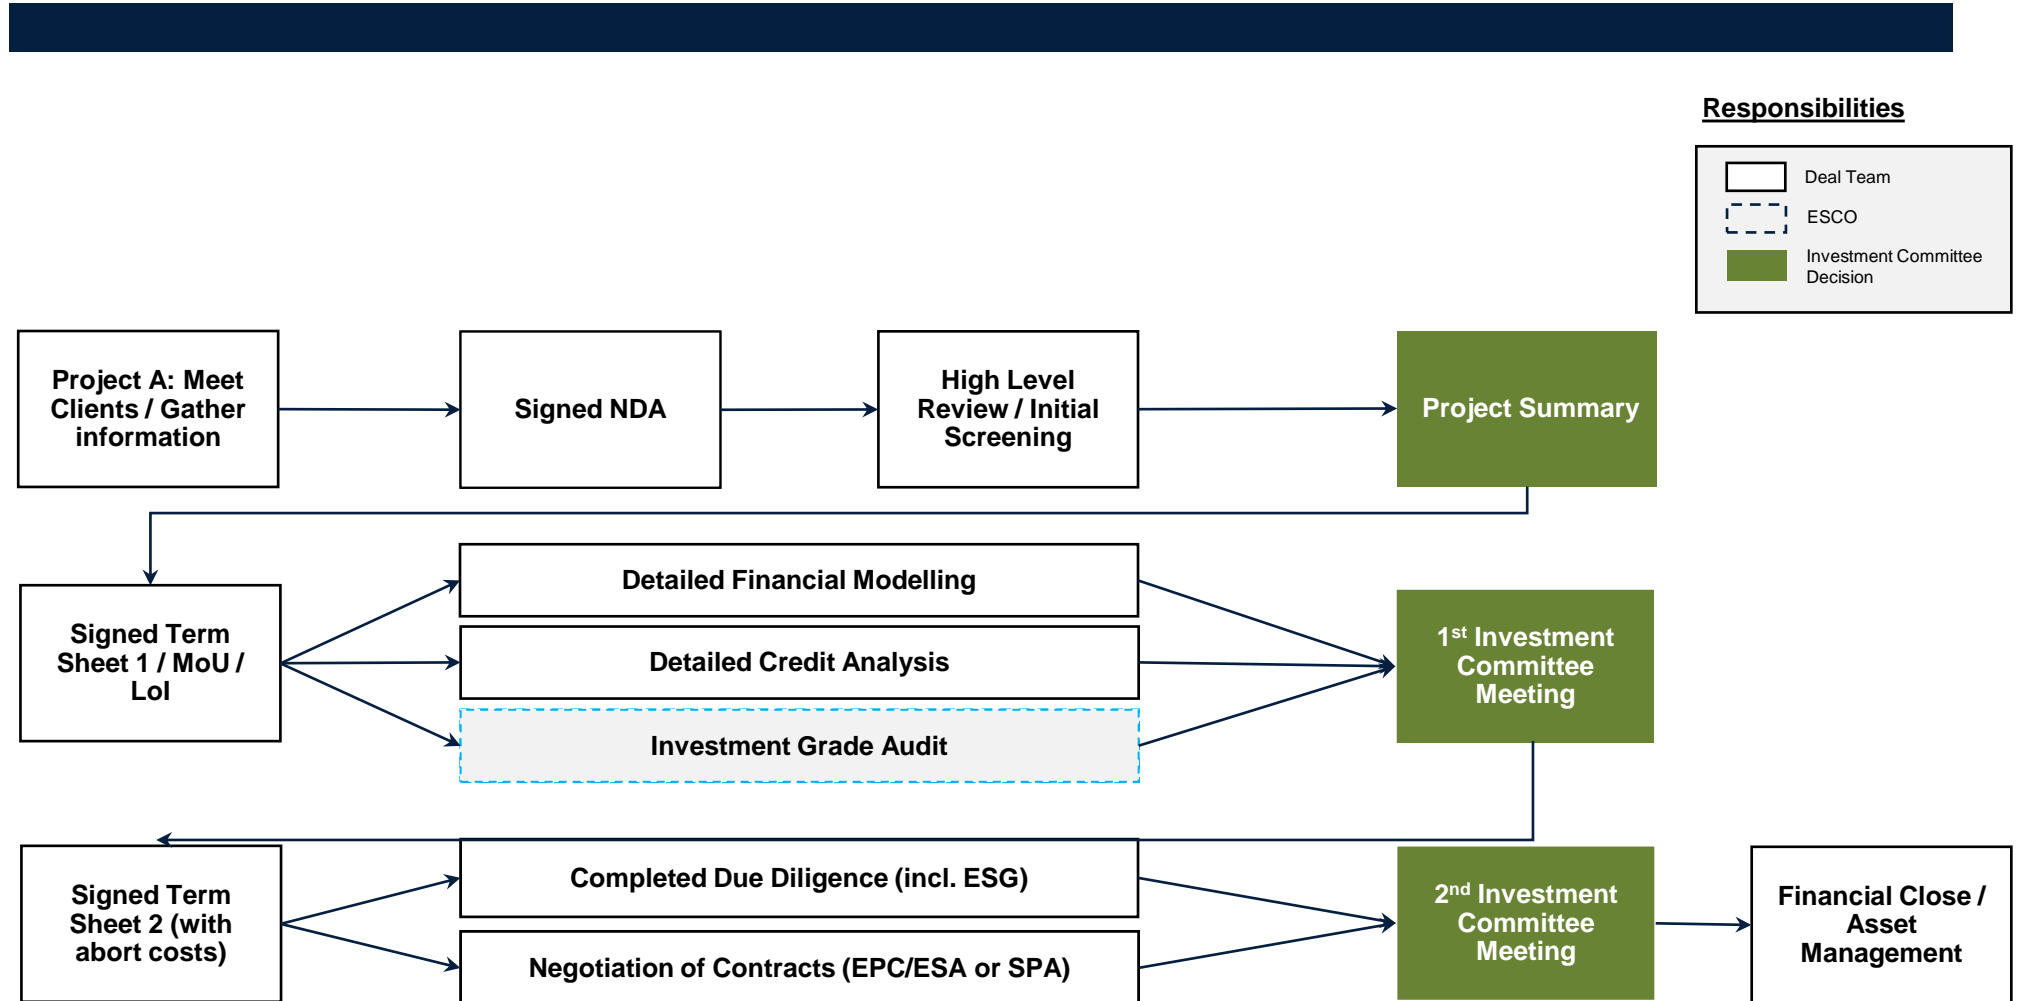 Responsibilities
Deal Team
ESCO
Investment Committee
Decision
Project A: Meet
Clients / Gather
information
Signed NDA
High Level
Review / Initial
Screening
Project Summary
Signed Term
Sheet 1 / MoU /
LoI
Detailed Financial Modelling
Detailed Credit Analysis
Investment Grade Audit
1st Investment
Committee
Meeting
Signed Term
Sheet 2 (with
abort costs)
Completed Due Diligence (incl. ESG)
Negotiation of Contracts (EPC/ESA or SPA)
2nd Investment
Committee
Meeting
Financial Close /
Asset
Management